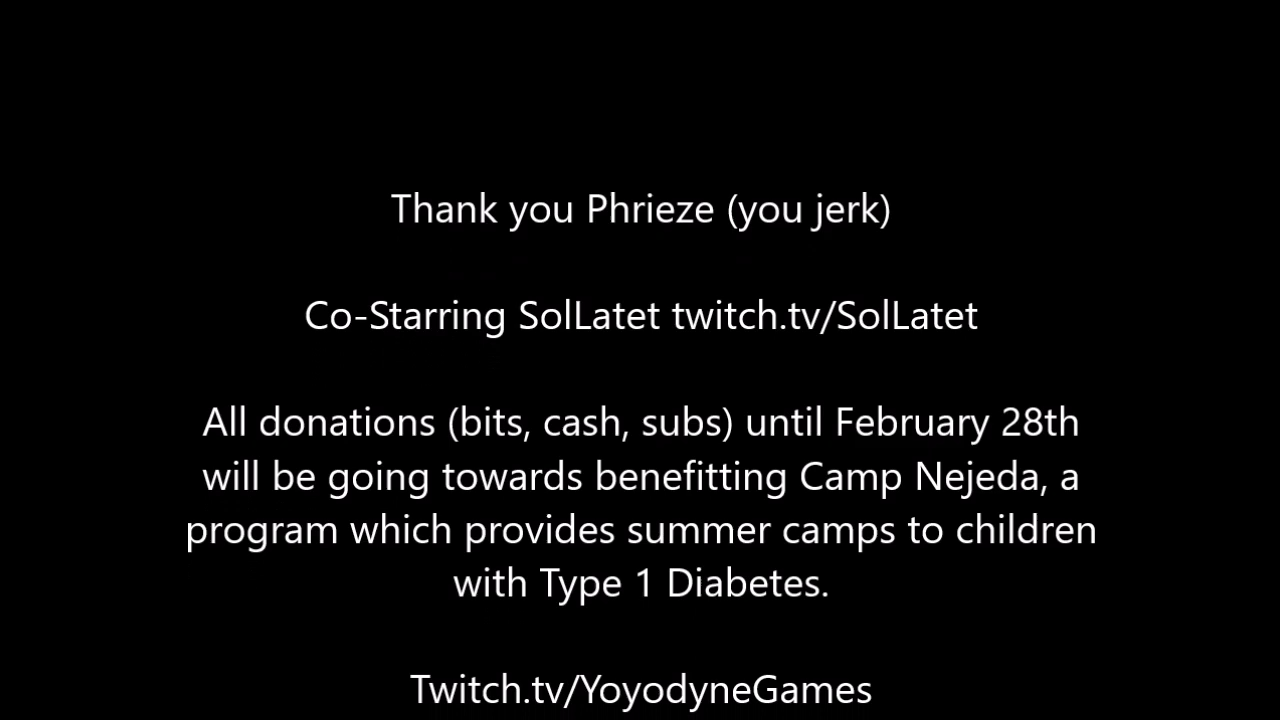 Thank you Phrieze (you jerk)
Co-Starring SolLatet twitch.tv/SolLatet
All donations (bits, cash, subs) until February 28th
will be going towards benefitting Camp Nejeda, a
program which provides summer camps to children
with Type 1 Diabetes.
Twitch.tv/YoyodyneGames